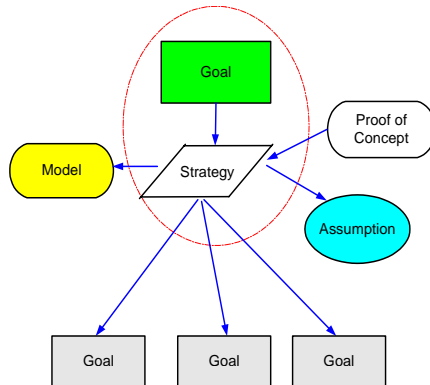 Goal
Proof of
Concept
Model
Strategy
Assumption
Goal
Goal
Goal